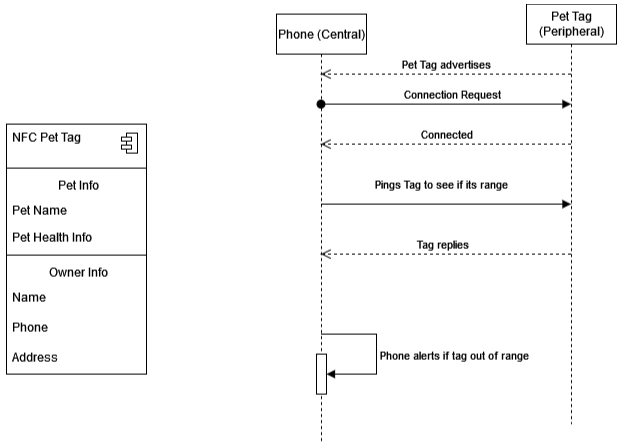 NFC Pet Tag
Pet Info
Pet Name
Pet Health Info
Owner Info
Name
Phone
Address
Phone (Central)
Pet Tag
(Peripheral)
Pet Tag advertises
Connection Request
Connected
Pings Tag to see if its range
Tag replies
Phone alerts if tag out of range